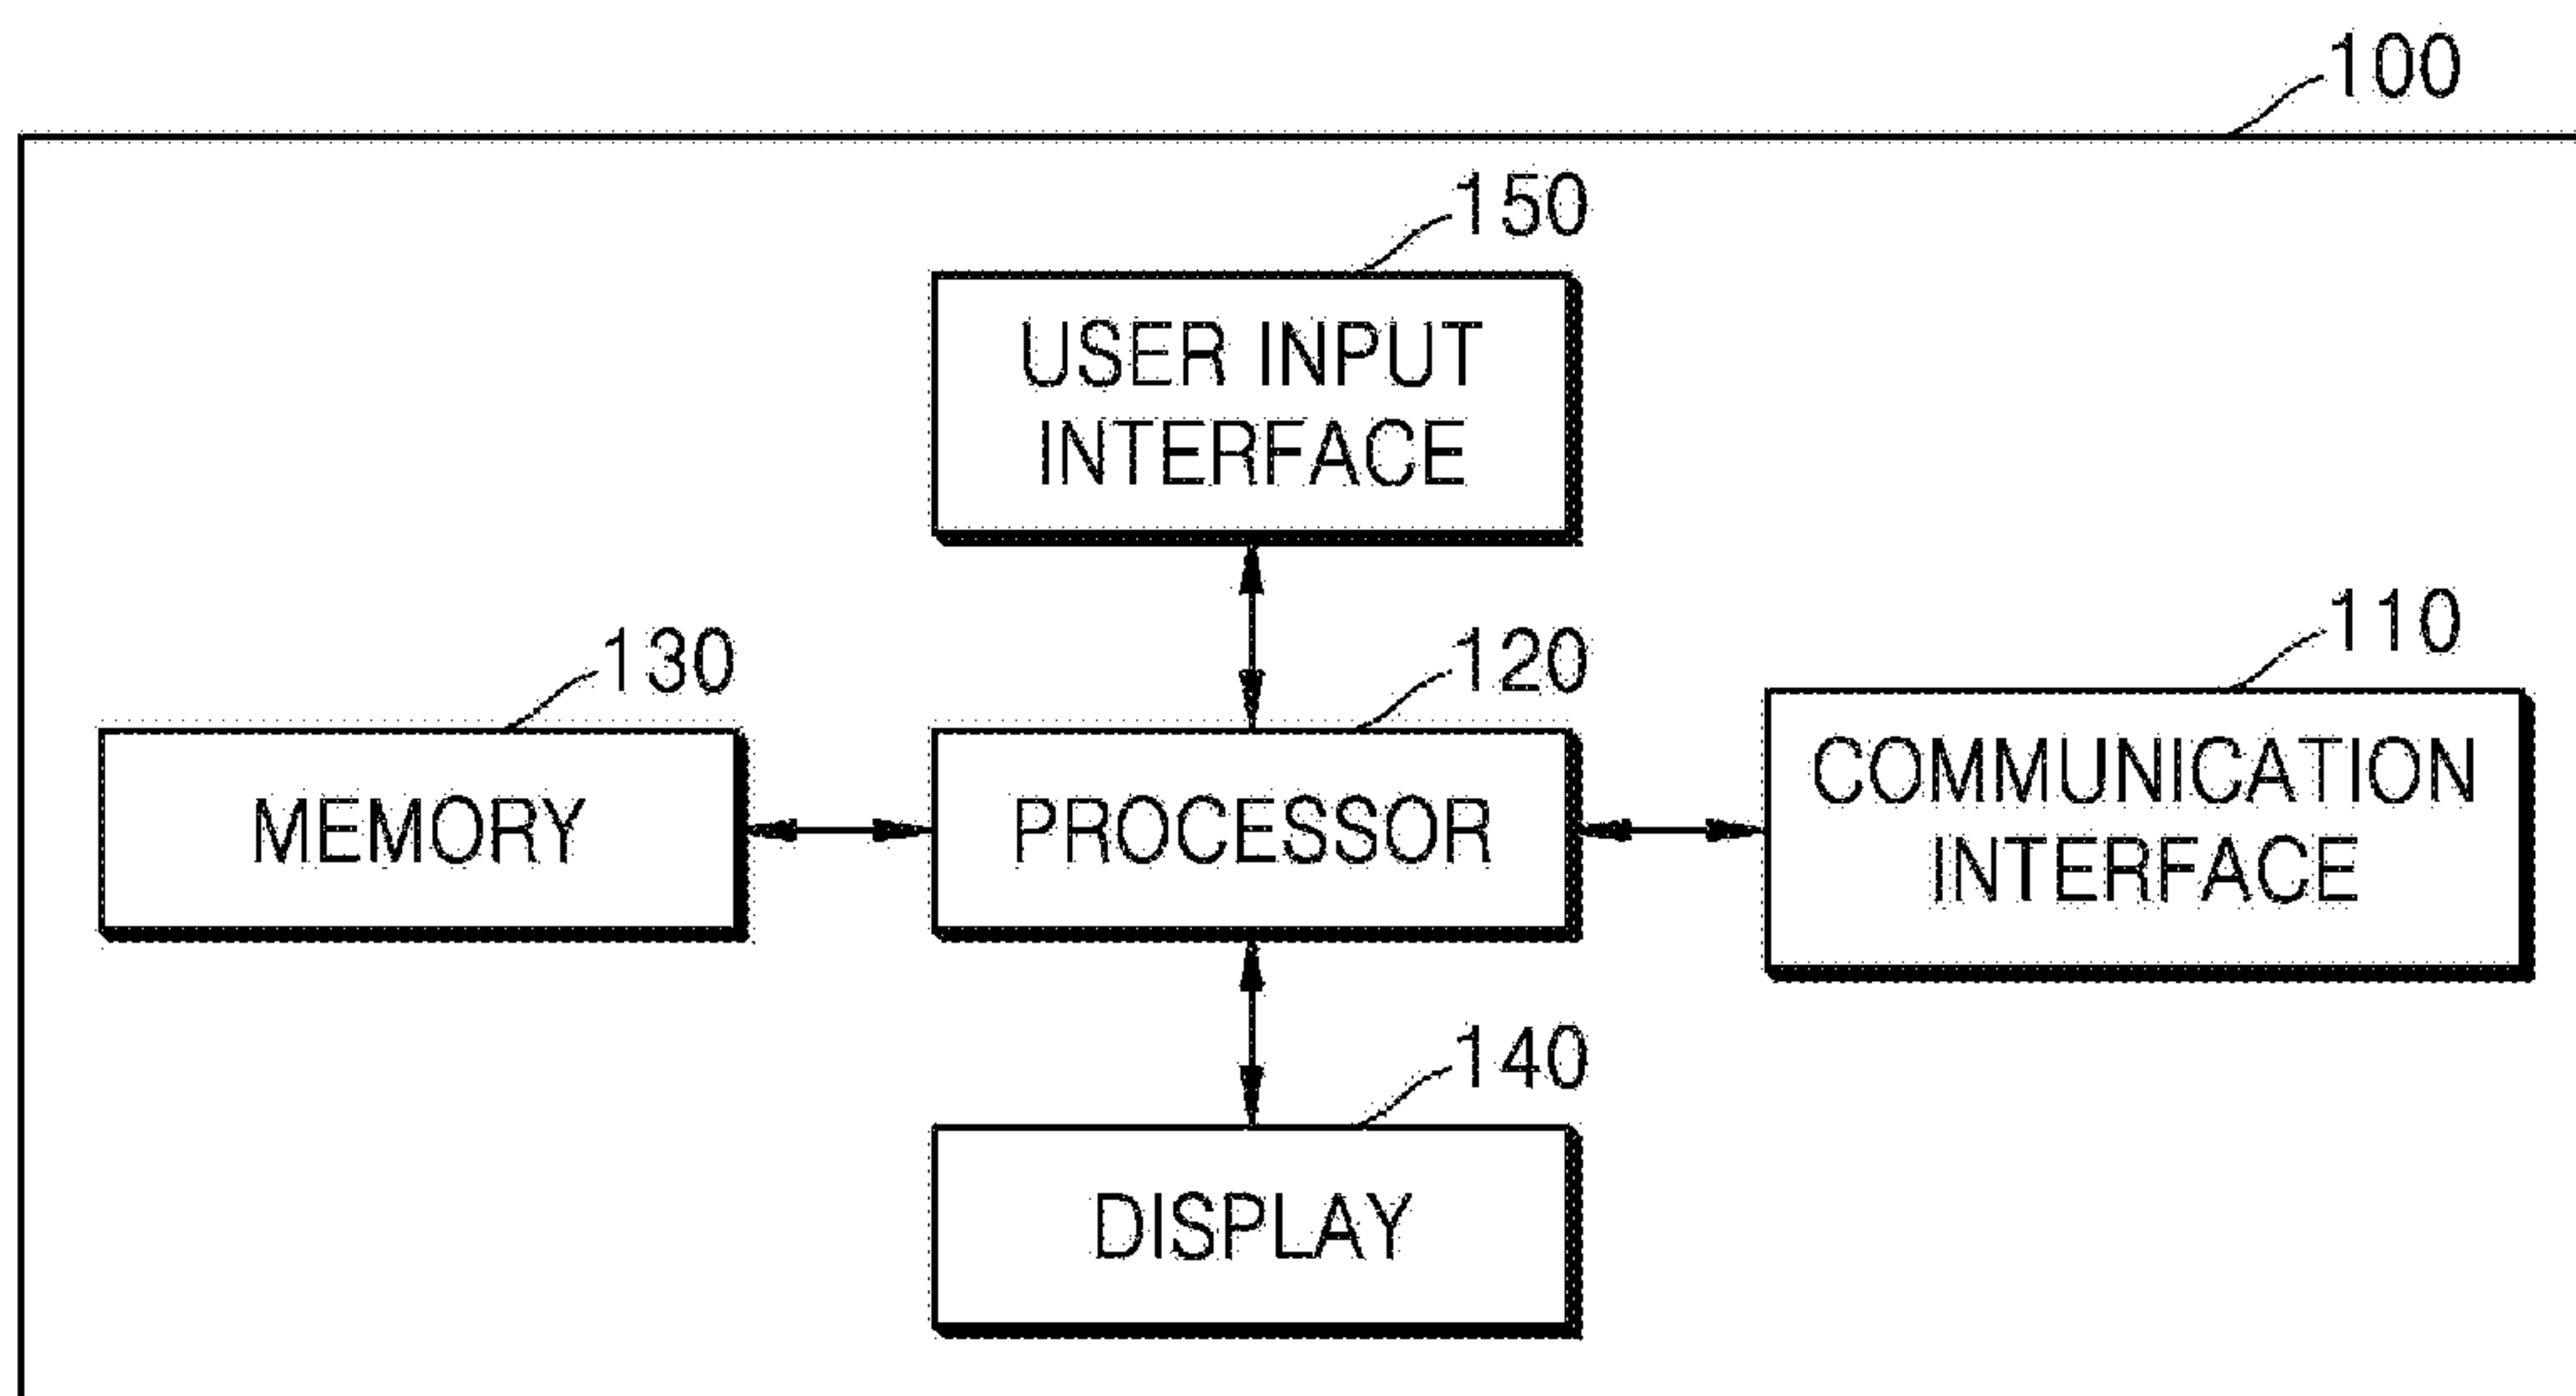 100
150
USER INPUT
INTERFACE
130
120
110
MEMORY
PROCESSOR
COMMUNICATION
INTERFACE
140
DISPLAY